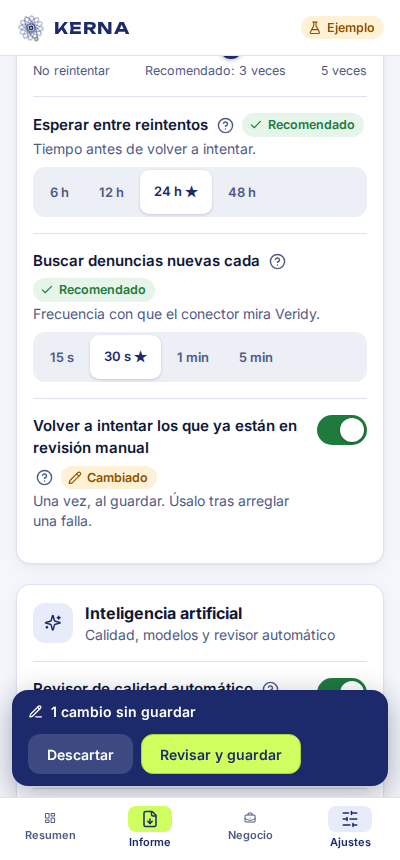 KERNA
Ejemplo
No reintentar
Recomendado: 3 veces
5 veces
Esperar entre reintentos
Recomendado
Tiempo antes de volver a intentar.
6 h
12 h
24 h ★
48 h
Buscar denuncias nuevas cada
Recomendado
Frecuencia con que el conector mira Veridy.
15 s
30 s ★
1 min
5 min
Volver a intentar los que ya están en
revisión manual
Cambiado
Una vez, al guardar. Úsalo tras arreglar
una falla.
Inteligencia artificial
Calidad, modelos y revisor automático
Revisor de calidad automático
1 cambio sin guardar
Descartar
Revisar y guardar
Resumen
Informe
Negocio
Ajustes